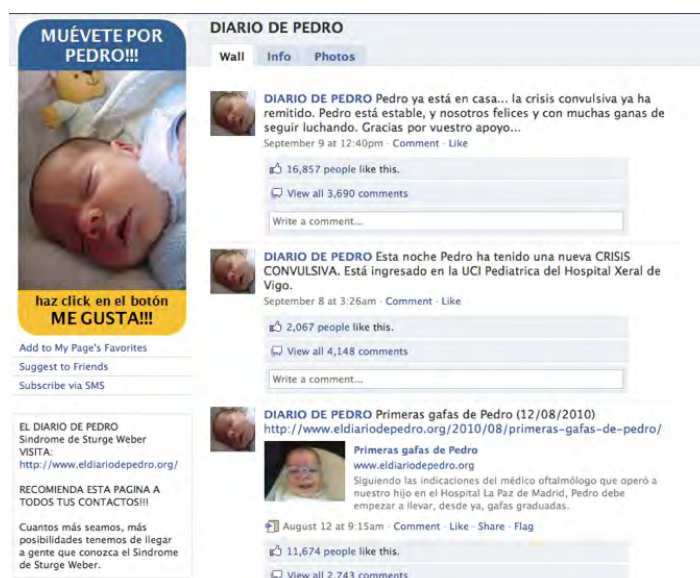 MUÉVETE POR
PEDRO!!!
haz click en el botón
ME GUSTA!!!
Add to My Page's Favorites
Suggest to Friends
Subscribe via SMS
EL DIARIO DE PEDRO
Sindrome de Sturge Weber
VISITA:
http://www.eldiariodepedro.org/
RECOMIENDA ESTA PAGINA A
TODOS TUS CONTACTOS!!!
Cuantos más seamos, más
posibilidades tenemos de llegar
a gente que conozca el Sindrome
de Sturge Weber.
DIARIO DE PEDRO
Wall Info Photos
DIARIO DE PEDRO Pedro ya está en casa... la crisis convulsiva ya ha
remitido. Pedro está estable, y nosotros felices y con muchas ganas de
seguir luchando. Gracias por vuestro apoyo...
September 9 at 12:40pm · Comment · Like
16,857 people like this.
View all 3,690 comments
Write a comment...
DIARIO DE PEDRO Esta noche Pedro ha tenido una nueva CRISIS
CONVULSIVA. Está ingresado en la UCI Pediatrica del Hospital Xeral de
Vigo.
September 8 at 3:26am · Comment · Like
2,067 people like this.
View all 4,148 comments
Write a comment...
DIARIO DE PEDRO Primeras gafas de Pedro (12/08/2010)
http://www.eldiariodepedro.org/2010/08/primeras-gafas-de-pedro/
Primeras gafas de Pedro
www.eldiariodepedro.org
Siguiendo las indicaciones del médico oftalmólogo que operó a
nuestro hijo en el Hospital La Paz de Madrid, Pedro debe
empezar a llevar, desde ya, gafas graduadas.
August 12 at 9:15am · Comment · Like · Share · Flag
11,674 people like this.
View all 2,743 comments